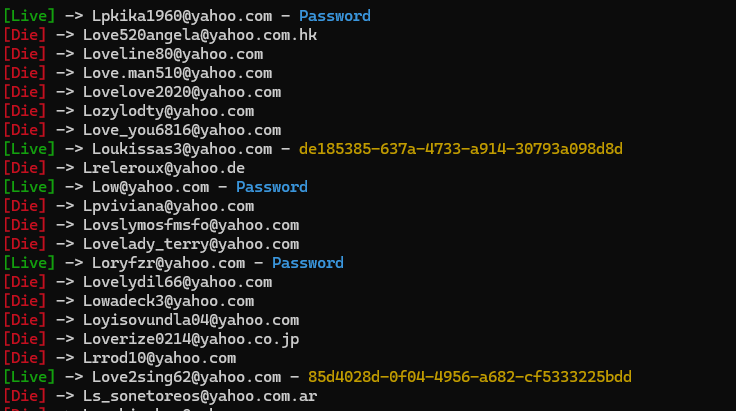 [Live] -> Lpkika1960@yahoo.com - Password
[Die] -> Love520angela@yahoo.com.hk
[Die] -> Loveline80@yahoo.com
[Die] -> Love.man510@yahoo.com
[Die] -> Lovelove2020@yahoo.com
[Die] -> Lozylodty@yahoo.com
[Die] -> Love_you6816@yahoo.com
[Live] -> Loukissas3@yahoo.com - de185385-637a-4733-a914-30793a098d8d
[Die] -> Lreleroux@yahoo.de
[Live] -> Low@yahoo.com - Password
[Die] -> Lpviviana@yahoo.com
[Die] -> Lovslymosfmsfo@yahoo.com
[Die] -> Lovelady_terry@yahoo.com
[Live] -> Loryfzr@yahoo.com - Password
[Die] -> Lovelydil66@yahoo.com
[Die] -> Lowadeck3@yahoo.com
[Die] -> Loyisovundla04@yahoo.com
[Die] -> Loverize0214@yahoo.co.jp
[Die] -> Lrrod10@yahoo.com
[Live] -> Love2sing62@yahoo.com - 85d4028d-0f04-4956-a682-cf5333225bdd
[Die] -> Ls_sonetoreos@yahoo.com.ar